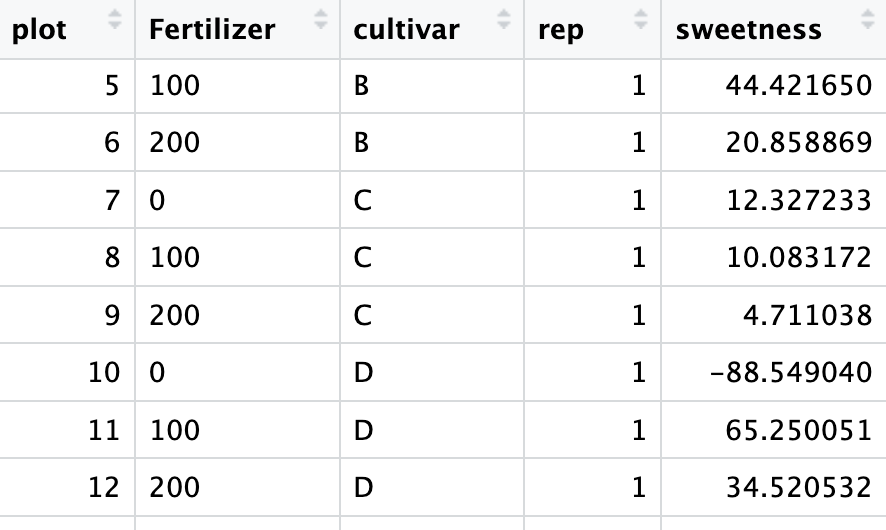 plot Fertilizer cultivar rep sweetness
5 100 B 1 44.421650
6 200 B 1 20.858869
7 0 C 1 12.327233
8 100 C 1 10.083172
9 200 C 1 4.711038
10 0 D 1 -88.549040
11 100 D 1 65.250051
12 200 D 1 34.520532